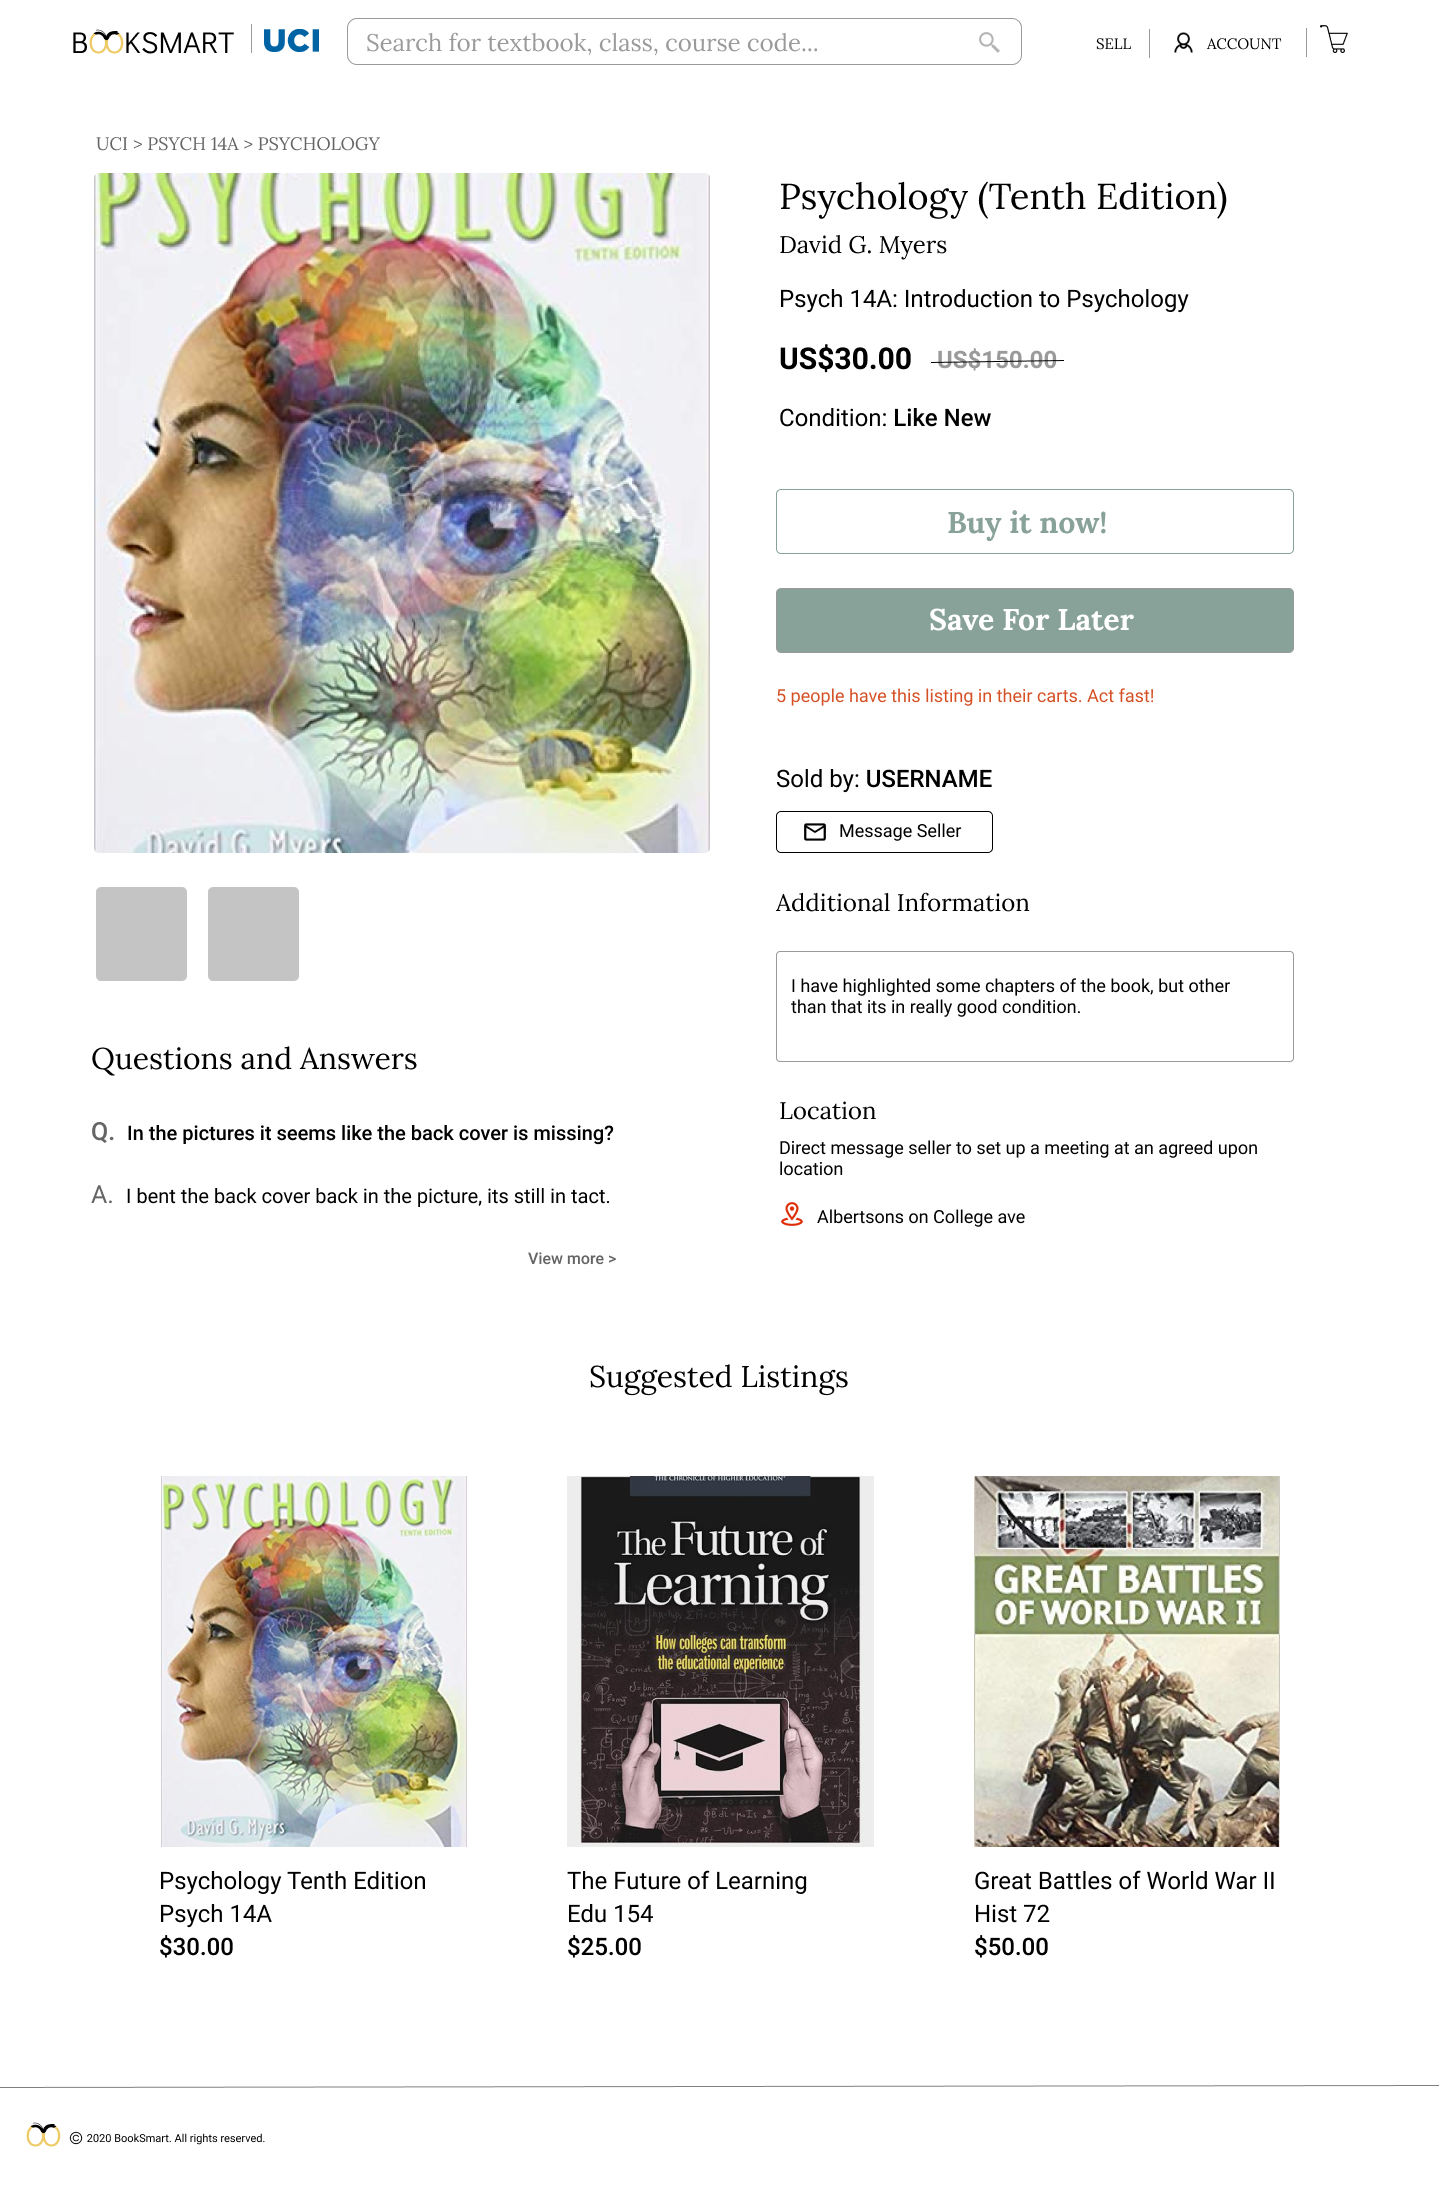 BOOKSMART
UCI
Search for textbook, class, course code...
SELL
ACCOUNT
UCI > PSYCH 14A > PSYCHOLOGY
PSYCHOLOGY
TENTH EDITION
David G. Myers
Psychology (Tenth Edition)
David G. Myers
Psych 14A: Introduction to Psychology
US$30.00 US$150.00
Condition: Like New
Buy it now!
Save For Later
5 people have this listing in their carts. Act fast!
Sold by: USERNAME
Message Seller
Additional Information
I have highlighted some chapters of the book, but other
than that its in really good condition.
Location
Direct message seller to set up a meeting at an agreed upon
location
Albertsons on College ave
Questions and Answers
Q. In the pictures it seems like the back cover is missing?
A. I bent the back cover back in the picture, its still in tact.
View more >
Suggested Listings
PSYCHOLOGY
TENTH EDITION
David G. Myers
Psychology Tenth Edition
Psych 14A
$30.00
THE CHRONICLE OF HIGHER EDUCATION
The Future of
Learning
How colleges can transform
the educational experience
The Future of Learning
Edu 154
$25.00
GREAT BATTLES
OF WORLD WAR II
Great Battles of World War II
Hist 72
$50.00
© 2020 BookSmart. All rights reserved.